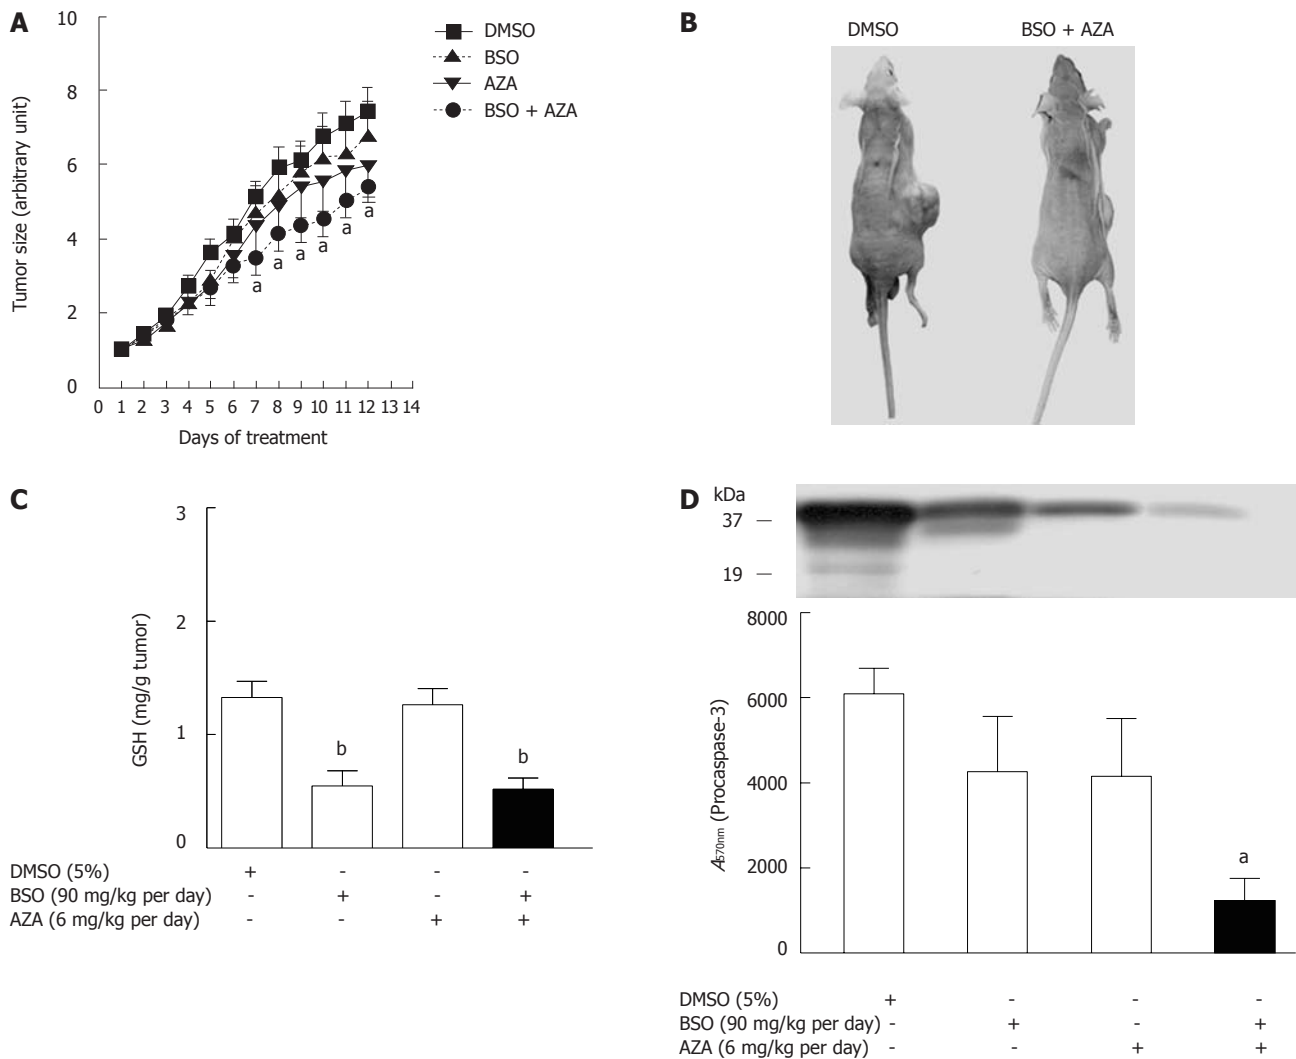 A
10
8
6
4
2
0
Tumor size (arbitrary unit)
0 1 2 3 4 5 6 7 8 9 10 11 12 13 14
Days of treatment
DMSO
BSO
AZA
BSO + AZA
a a a a a a
B
DMSO BSO + AZA
C
3
2
1
0
GSH (mg/g tumor)
b b
DMSO (5%) + - - -
BSO (90 mg/kg per day) - + - +
AZA (6 mg/kg per day) - - + +
D
kDa
37
19
8000
6000
4000
2000
0
A570nm (Procaspase-3)
a
DMSO (5%) + - - -
BSO (90 mg/kg per day) - + - +
AZA (6 mg/kg per day) - - + +